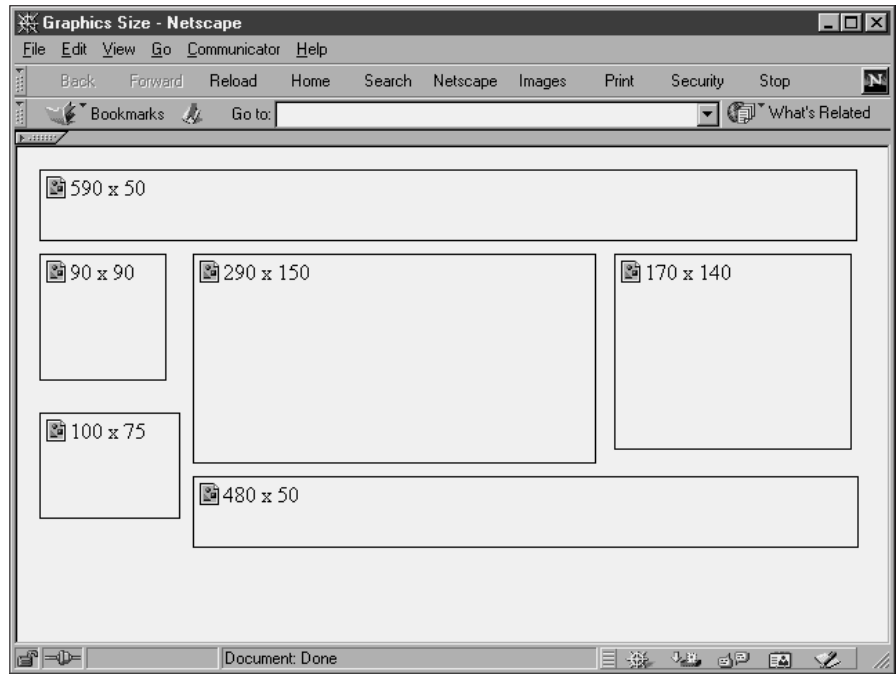 Graphics Size - Netscape
File Edit View Go Communicator Help
Back Forward Reload Home Search Netscape Images Print Security Stop N
Bookmarks Go to: What's Related
590 x 50
90 x 90 290 x 150 170 x 140
100 x 75
480 x 50
Document: Done